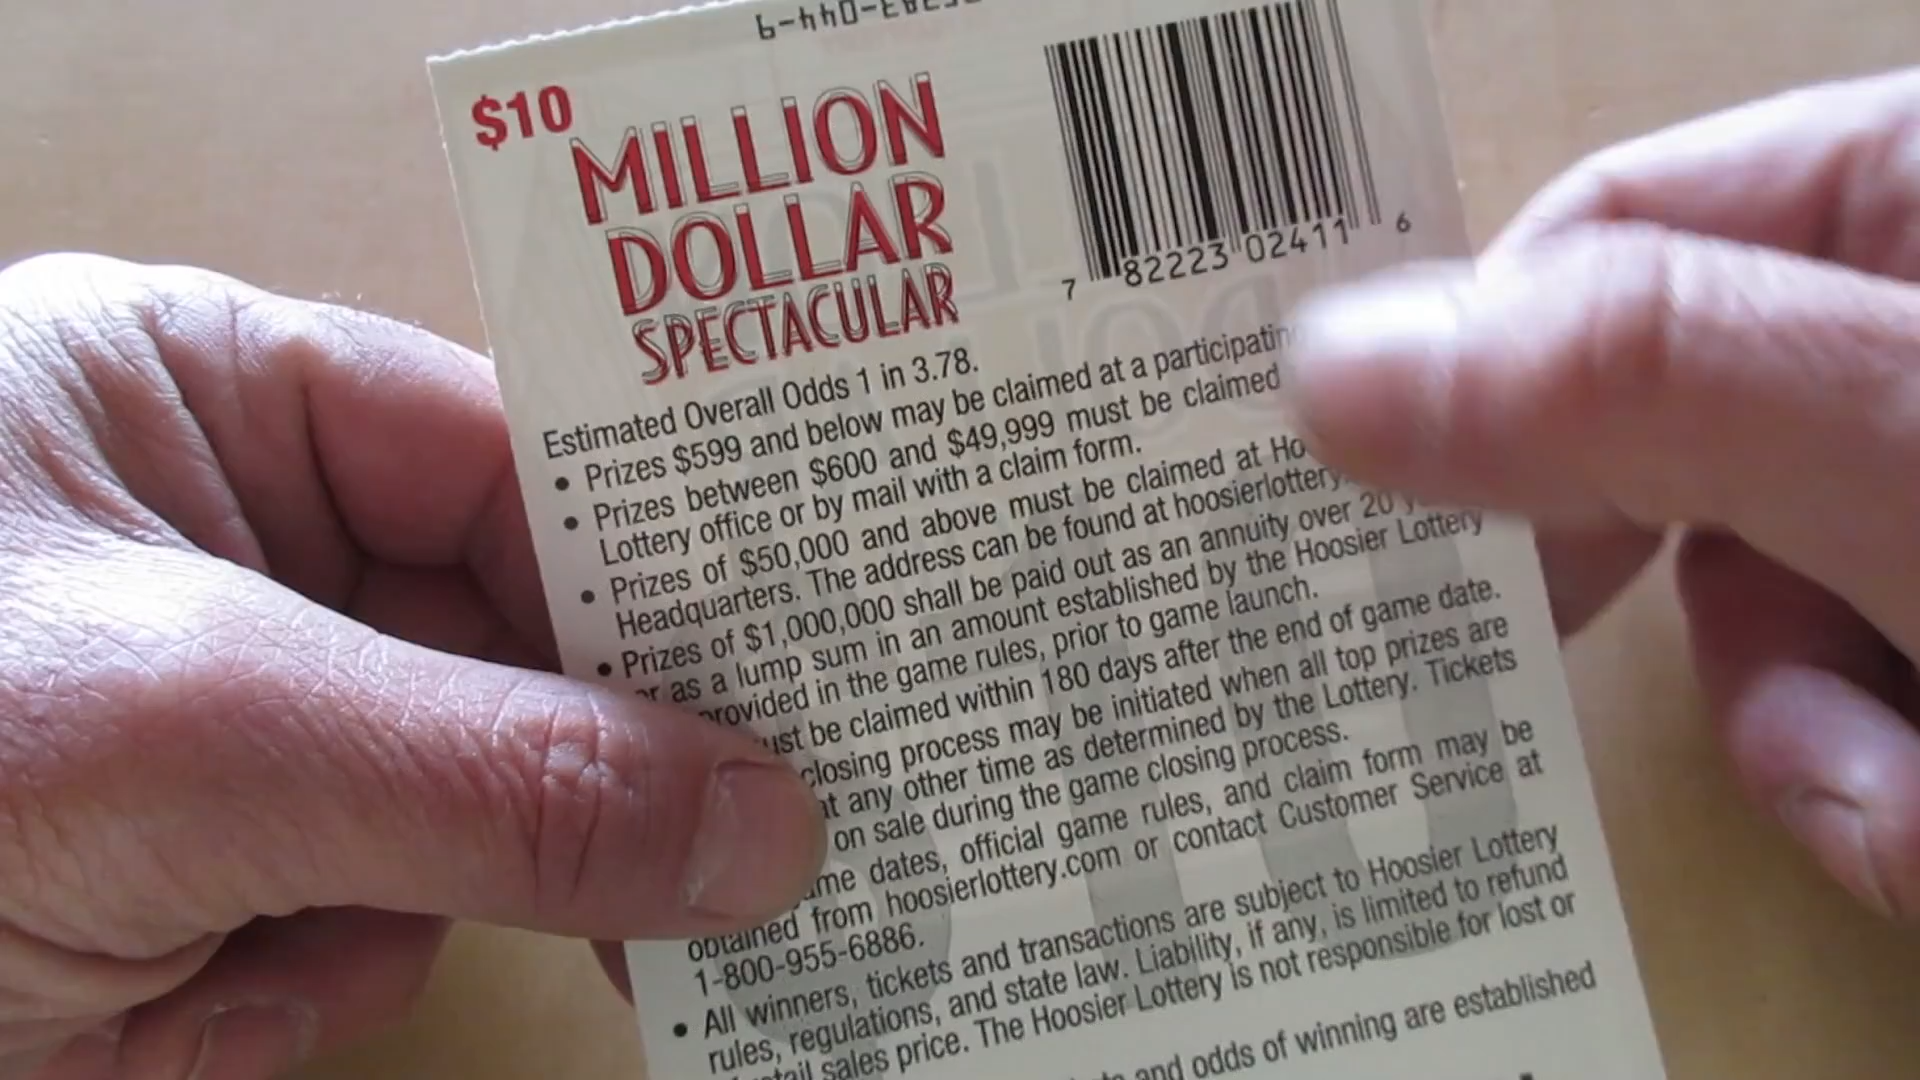 $10
MILLION
DOLLAR
SPECTACULAR
7 82223 02411 6
Estimated Overall Odds 1 in 3.78.
• Prizes $599 and below may be claimed at a participating
• Prizes between $600 and $49,999 must be claimed
Lottery office or by mail with a claim form.
• Prizes of $50,000 and above must be claimed at
Headquarters. The address can be found at hoosierlottery.
• Prizes of $1,000,000 shall be paid out as an annuity over 20
or as a lump sum in an amount established by the Hoosier Lottery
provided in the game rules, prior to game launch.
must be claimed within 180 days after the end of game date.
closing process may be initiated when all top prizes are
at any other time as determined by the Lottery. Tickets
on sale during the game closing process.
dates, official game rules, and claim form may be
obtained from hoosierlottery.com or contact Customer Service at
1-800-955-6886.
• All winners, tickets and transactions are subject to Hoosier Lottery
rules, regulations, and state law. Liability, if any, is limited to refund
sales price. The Hoosier Lottery is not responsible for lost or
and odds of winning are established